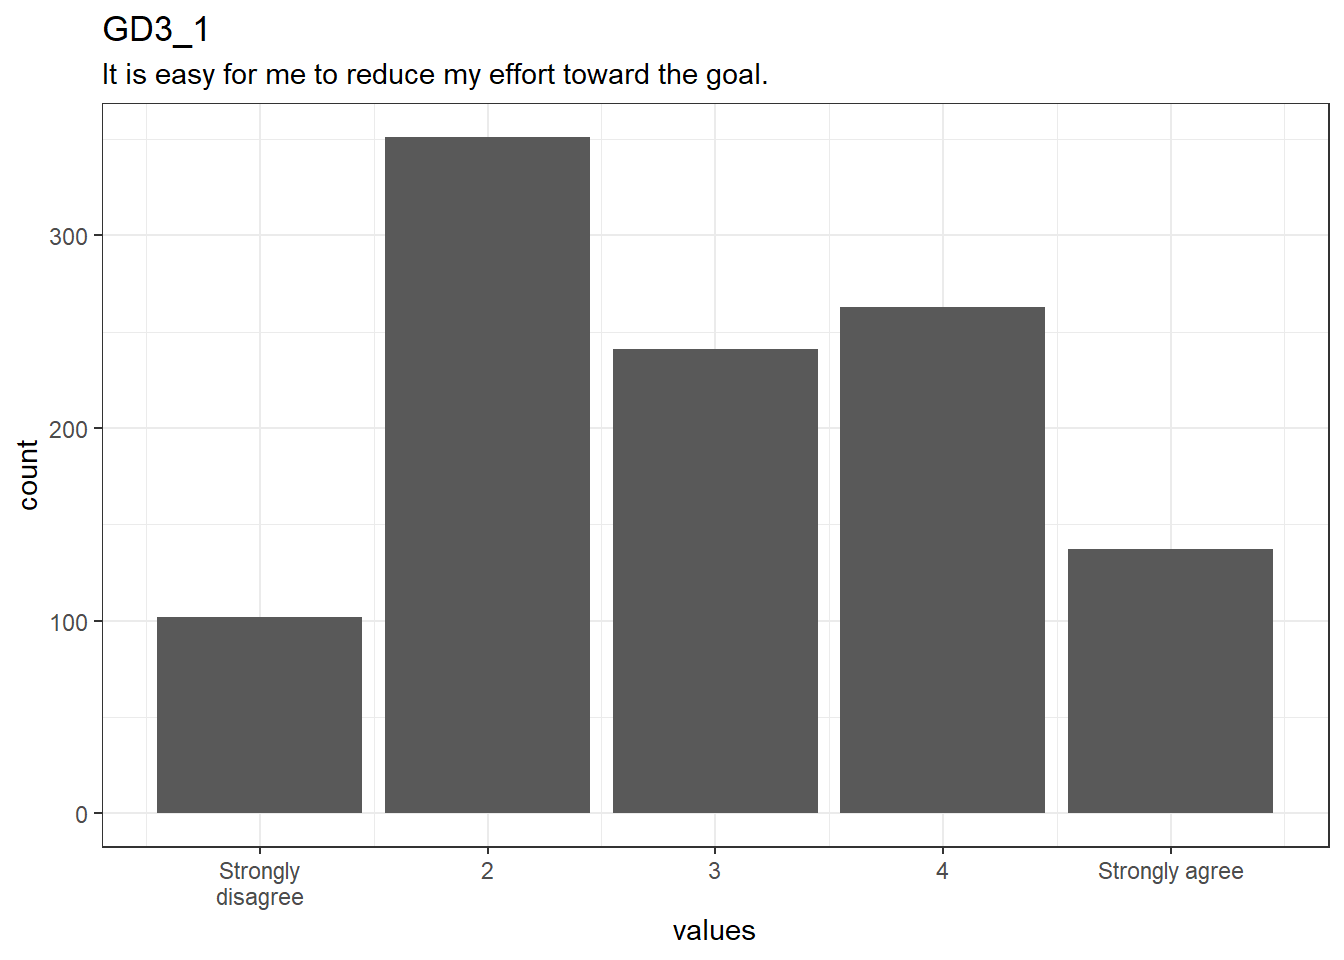 GD3_1
It is easy for me to reduce my effort toward the goal.
300
200
100
0
count
Strongly
disagree
2
3
4
Strongly agree
values